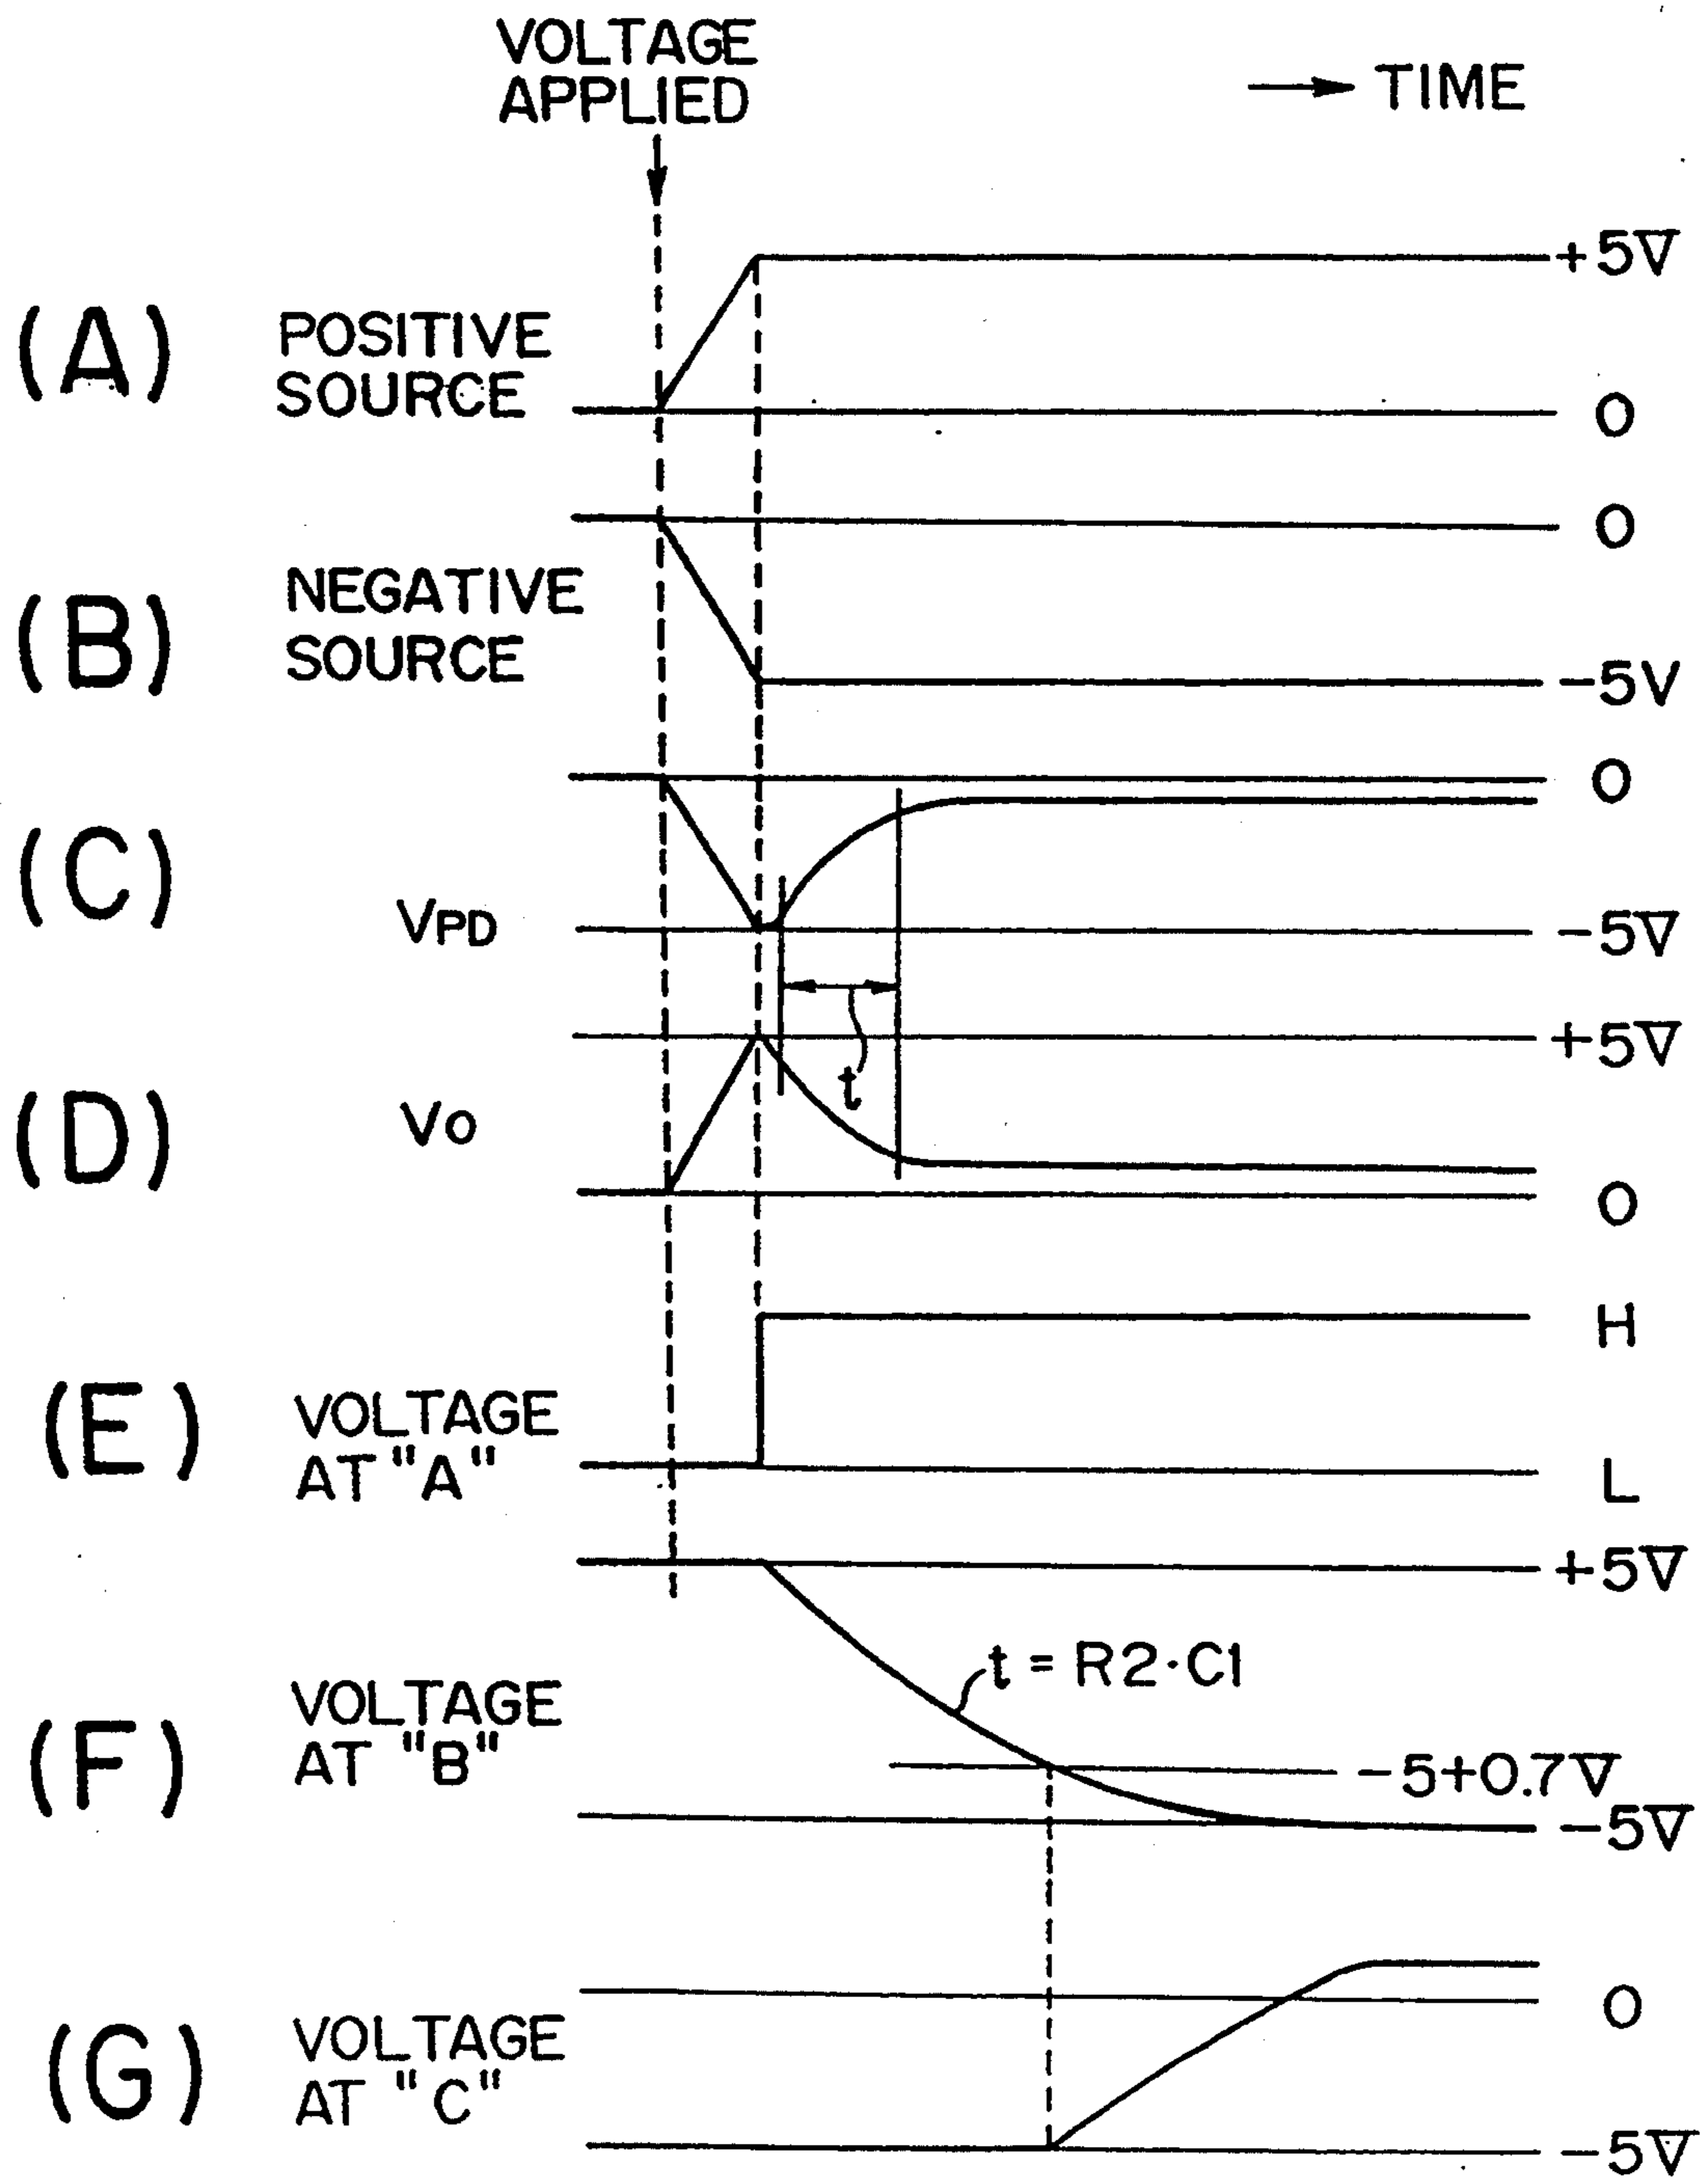 VOLTAGE
APPLIED
→ TIME
+5V
(A)
POSITIVE
SOURCE
0
0
(B)
NEGATIVE
SOURCE
-5V
0
(C)
VPD
-5V
+5V
t
(D)
VO
0
H
(E)
VOLTAGE
AT "A"
L
+5V
t = R2·C1
(F)
VOLTAGE
AT "B"
-5+0.7V
-5V
0
(G)
VOLTAGE
AT "C"
-5V